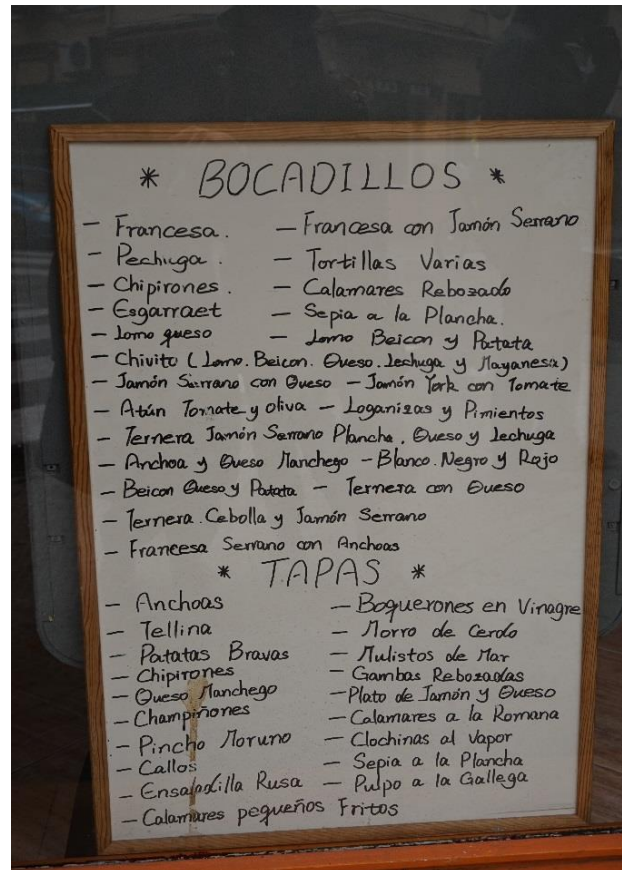 * BOCADILLOS *
- Francesa. - Francesa con Jamón Serrano
- Pechuga. - Tortillas Varias
- Chipirones. - Calamares Rebozado
- Esgarraet - Sepia a la Plancha.
- Lomo queso - Lomo Beicon y Patata
- Chivito (Lomo. Beicon. Queso. Lechuga y Mayanesa)
- Jamón Serrano con Queso - Jamón York con Tomate
- Atún Tomate y oliva - Loganizas y Pimientos
- Ternera Jamón Serrano Plancha, Queso y Lechuga
- Anchoa y Queso Manchego - Blanco. Negro y Rojo
- Beicon Queso y Patata - Ternera con Queso
- Ternera. Cebolla y Jamón Serrano
- Francesa Serrano con Anchoas
* TAPAS *
- Anchoas - Boquerones en Vinagre
- Tellina - Morro de Cerdo
- Patatas Bravas - Mulistos de Mar
- Chipirones - Gambas Rebozadas
- Queso Manchego - Plato de Jamón y Queso
- Champiñones - Calamares a la Romana
- Pincho Moruno - Clochinas al Vapor
- Callos - Sepia a la Plancha
- Ensaladilla Rusa - Pulpo a la Gallega
- Calamares pequeños Fritos